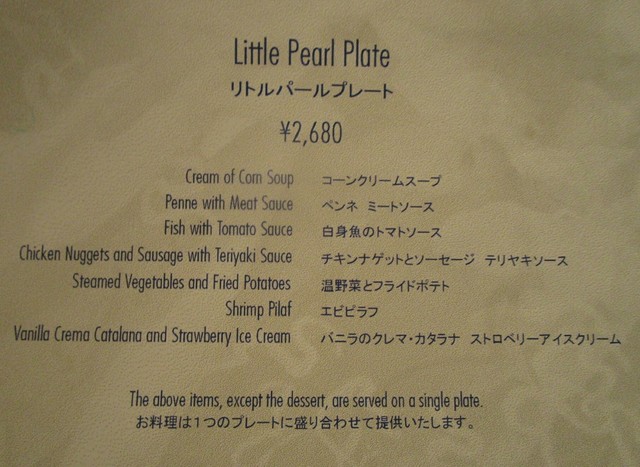 Little Pearl Plate
リトルパールプレート
¥2,680
Cream of Corn Soup コーンクリームスープ
Penne with Meat Sauce ペンネ ミートソース
Fish with Tomato Sauce 白身魚のトマトソース
Chicken Nuggets and Sausage with Teriyaki Sauce チキンナゲットとソーセージ テリヤキソース
Steamed Vegetables and Fried Potatoes 温野菜とフライドポテト
Shrimp Pilaf エビピラフ
Vanilla Crema Catalana and Strawberry Ice Cream バニラのクレマ・カタラナ ストロベリーアイスクリーム
The above items, except the dessert, are served on a single plate.
お料理は1つのプレートに盛り合わせて提供いたします。